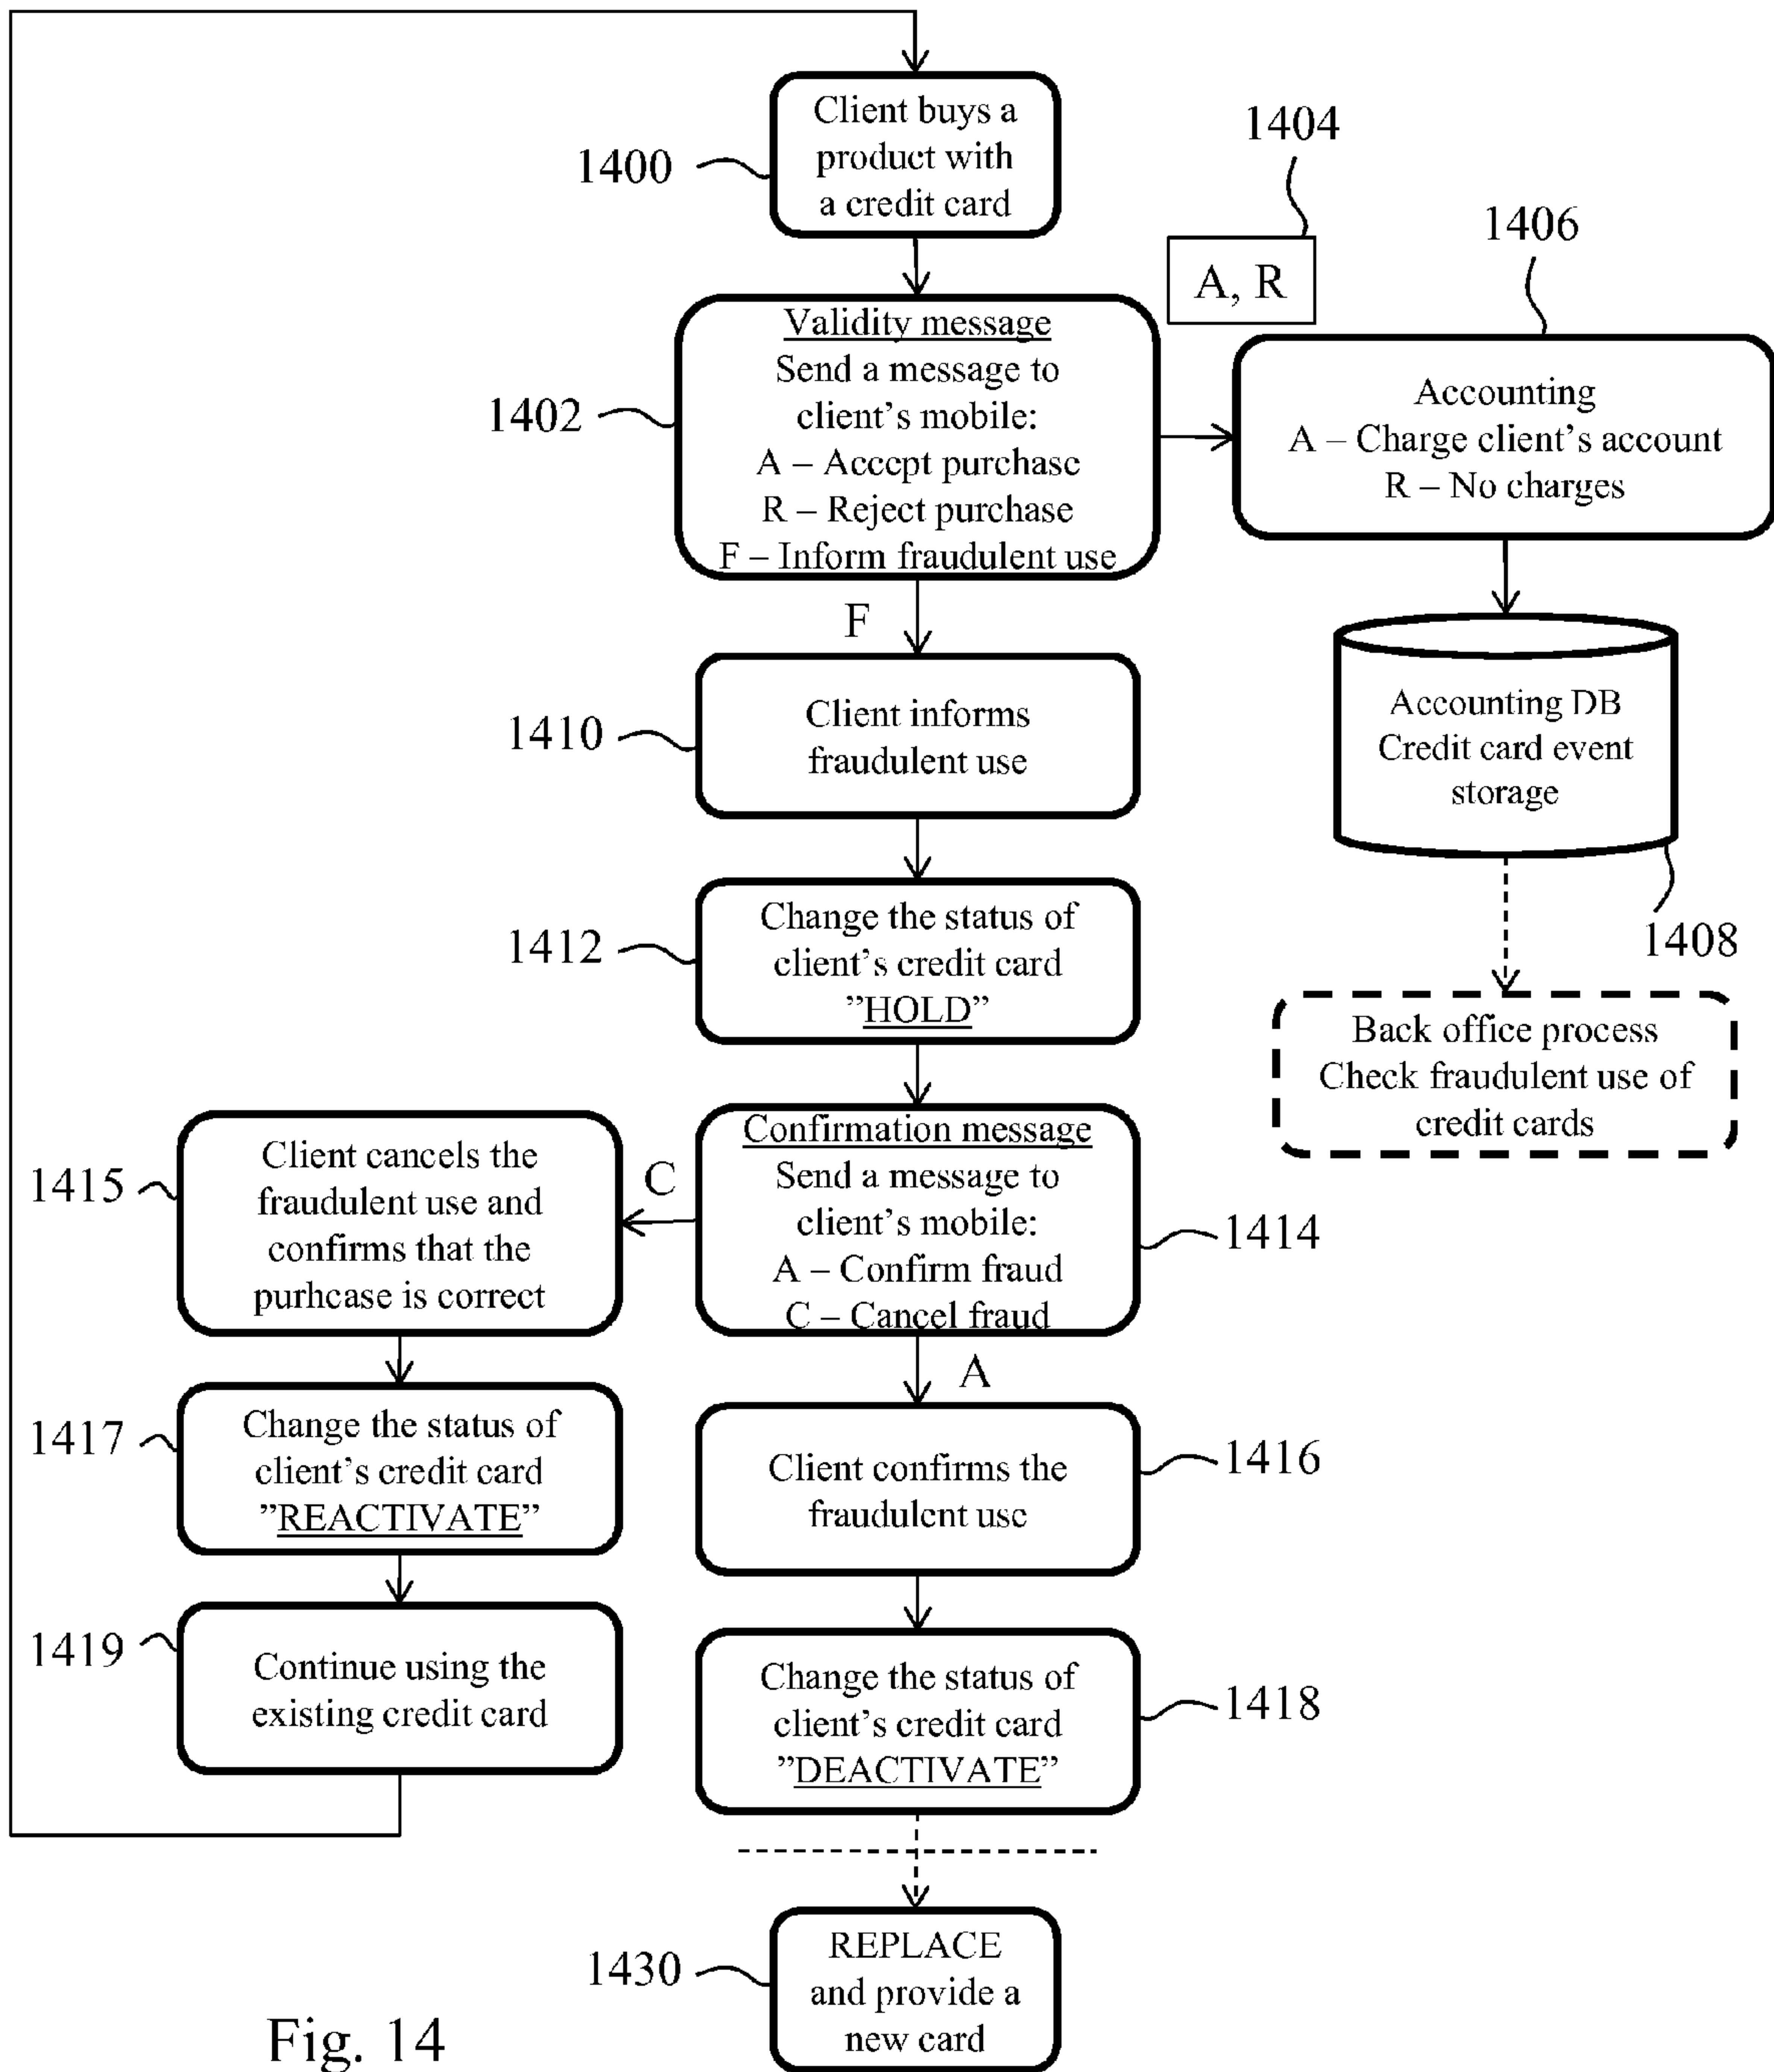 Client buys a
product with
a credit card
1400
1404
A, R
1406
Validity message
Send a message to
client's mobile:
A – Accept purchase
R – Reject purchase
F – Inform fraudulent use
1402
Accounting
A – Charge client's account
R – No charges
F
Client informs
fraudulent use
1410
Accounting DB
Credit card event
storage
1408
Change the status of
client's credit card
”HOLD”
1412
Back office process
Check fraudulent use of
credit cards
Confirmation message
Send a message to
client's mobile:
A – Confirm fraud
C – Cancel fraud
1414
C
Client cancels the
fraudulent use and
confirms that the
purhcase is correct
1415
A
Change the status of
client's credit card
”REACTIVATE”
1417
Client confirms the
fraudulent use
1416
Continue using the
existing credit card
1419
Change the status of
client's credit card
”DEACTIVATE”
1418
REPLACE
and provide a
new card
1430
Fig. 14